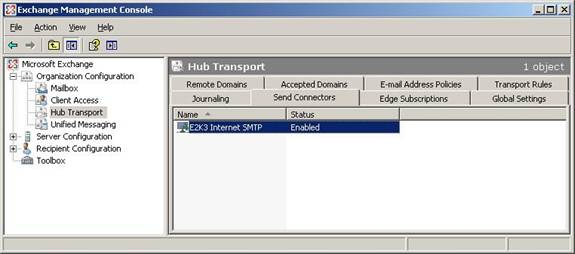 Exchange Management Console
File Action View Help
Microsoft Exchange
Organization Configuration
Mailbox
Client Access
Hub Transport
Unified Messaging
Server Configuration
Recipient Configuration
Toolbox
Hub Transport 1 object
Remote Domains Accepted Domains E-mail Address Policies Transport Rules
Journaling Send Connectors Edge Subscriptions Global Settings
Name Status
E2K3 Internet SMTP Enabled